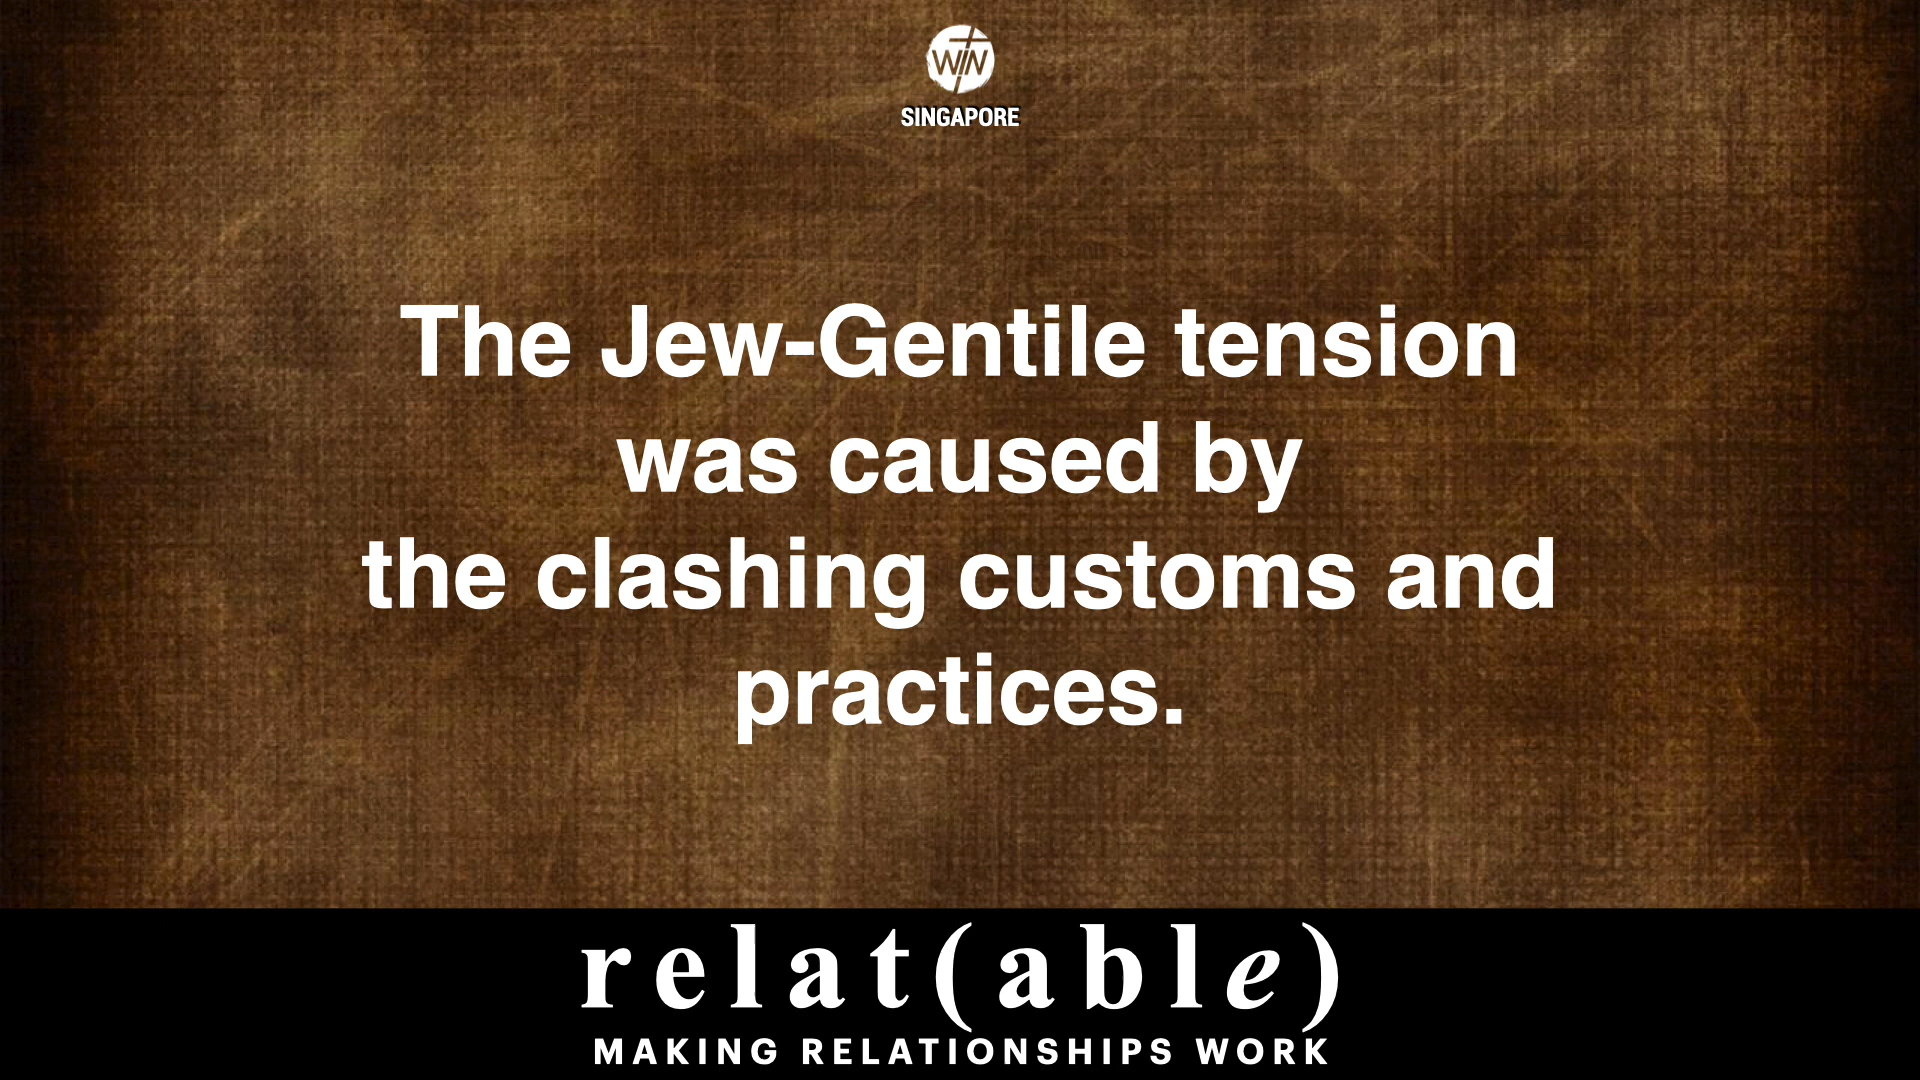 WIN
SINGAPORE
The Jew-Gentile tension
was caused by
the clashing customs and
practices.
relat(able)
MAKING RELATIONSHIPS WORK